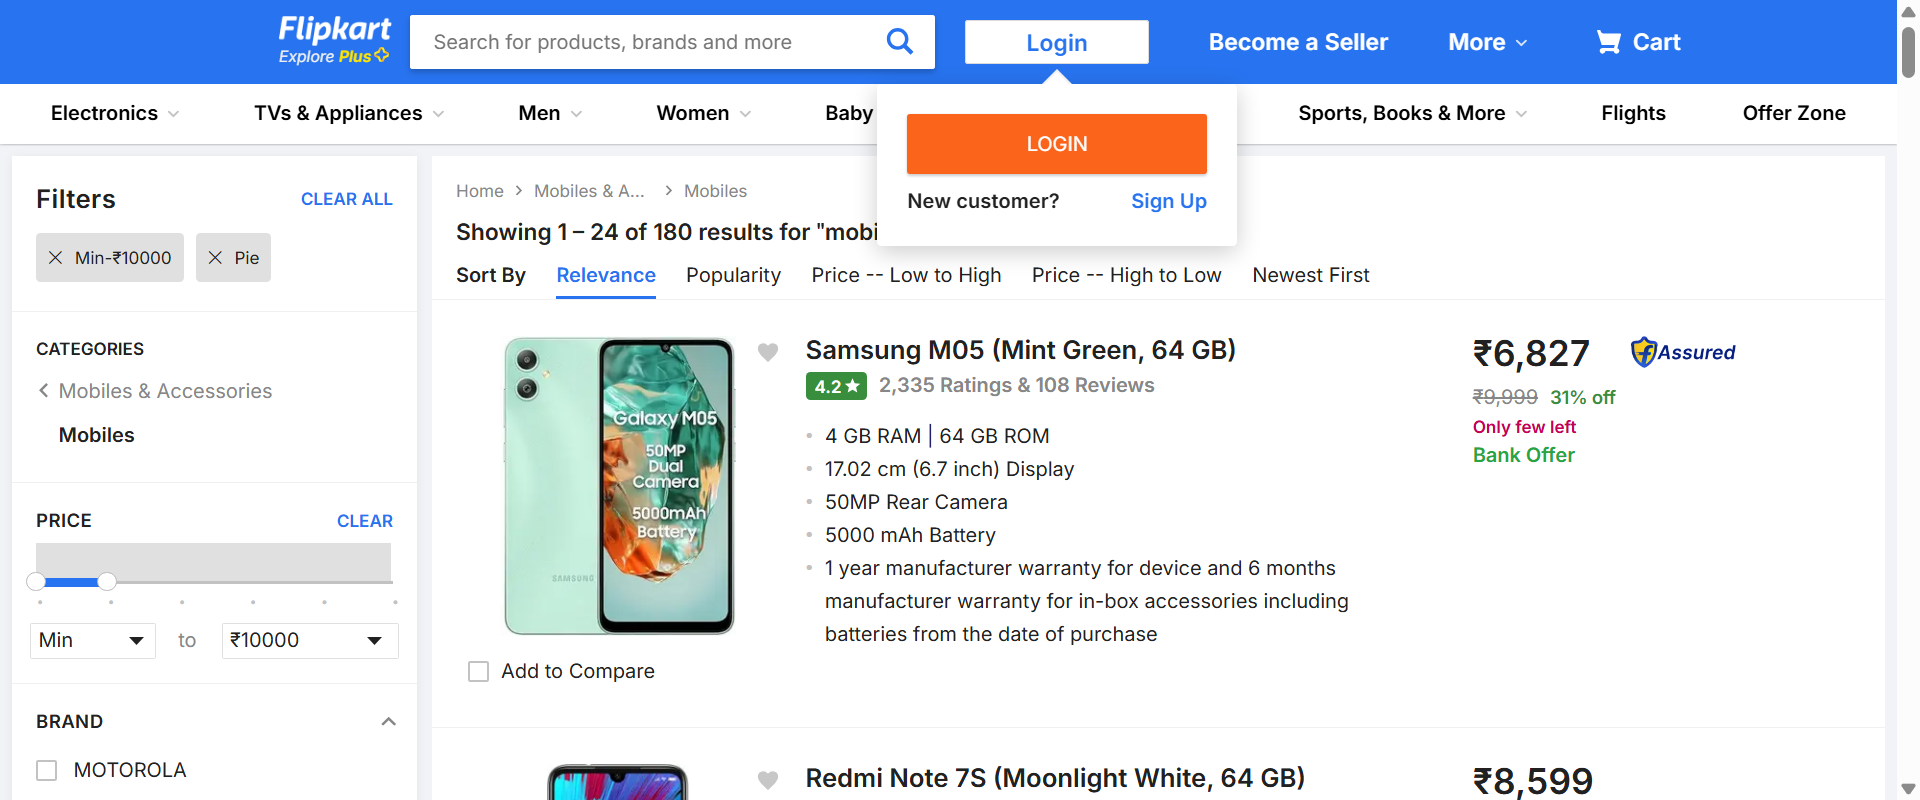 Flipkart
Explore Plus
Search for products, brands and more
Login
Become a Seller
More
Cart
Electronics
TVs & Appliances
Men
Women
Baby
Sports, Books & More
Flights
Offer Zone
LOGIN
New customer?
Sign Up
Filters
CLEAR ALL
Min-₹10000
Pie
CATEGORIES
Mobiles & Accessories
Mobiles
PRICE
CLEAR
Min
to
₹10000
BRAND
MOTOROLA
Home
Mobiles & A...
Mobiles
Showing 1 – 24 of 180 results for "mobi
Sort By
Relevance
Popularity
Price -- Low to High
Price -- High to Low
Newest First
Galaxy M05
50MP
Dual
Camera
5000mAh
Battery
SAMSUNG
Add to Compare
Samsung M05 (Mint Green, 64 GB)
4.2
2,335 Ratings & 108 Reviews
4 GB RAM | 64 GB ROM
17.02 cm (6.7 inch) Display
50MP Rear Camera
5000 mAh Battery
1 year manufacturer warranty for device and 6 months
manufacturer warranty for in-box accessories including
batteries from the date of purchase
₹6,827
Assured
₹9,999 31% off
Only few left
Bank Offer
Redmi Note 7S (Moonlight White, 64 GB)
₹8,599